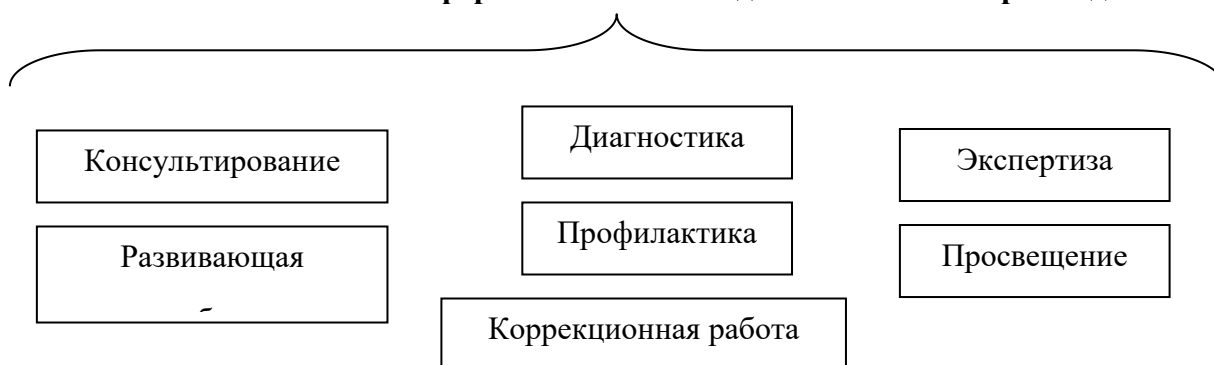 Консультирование
Диагностика
Экспертиза
Развивающая
Профилактика
Просвещение
Коррекционная работа